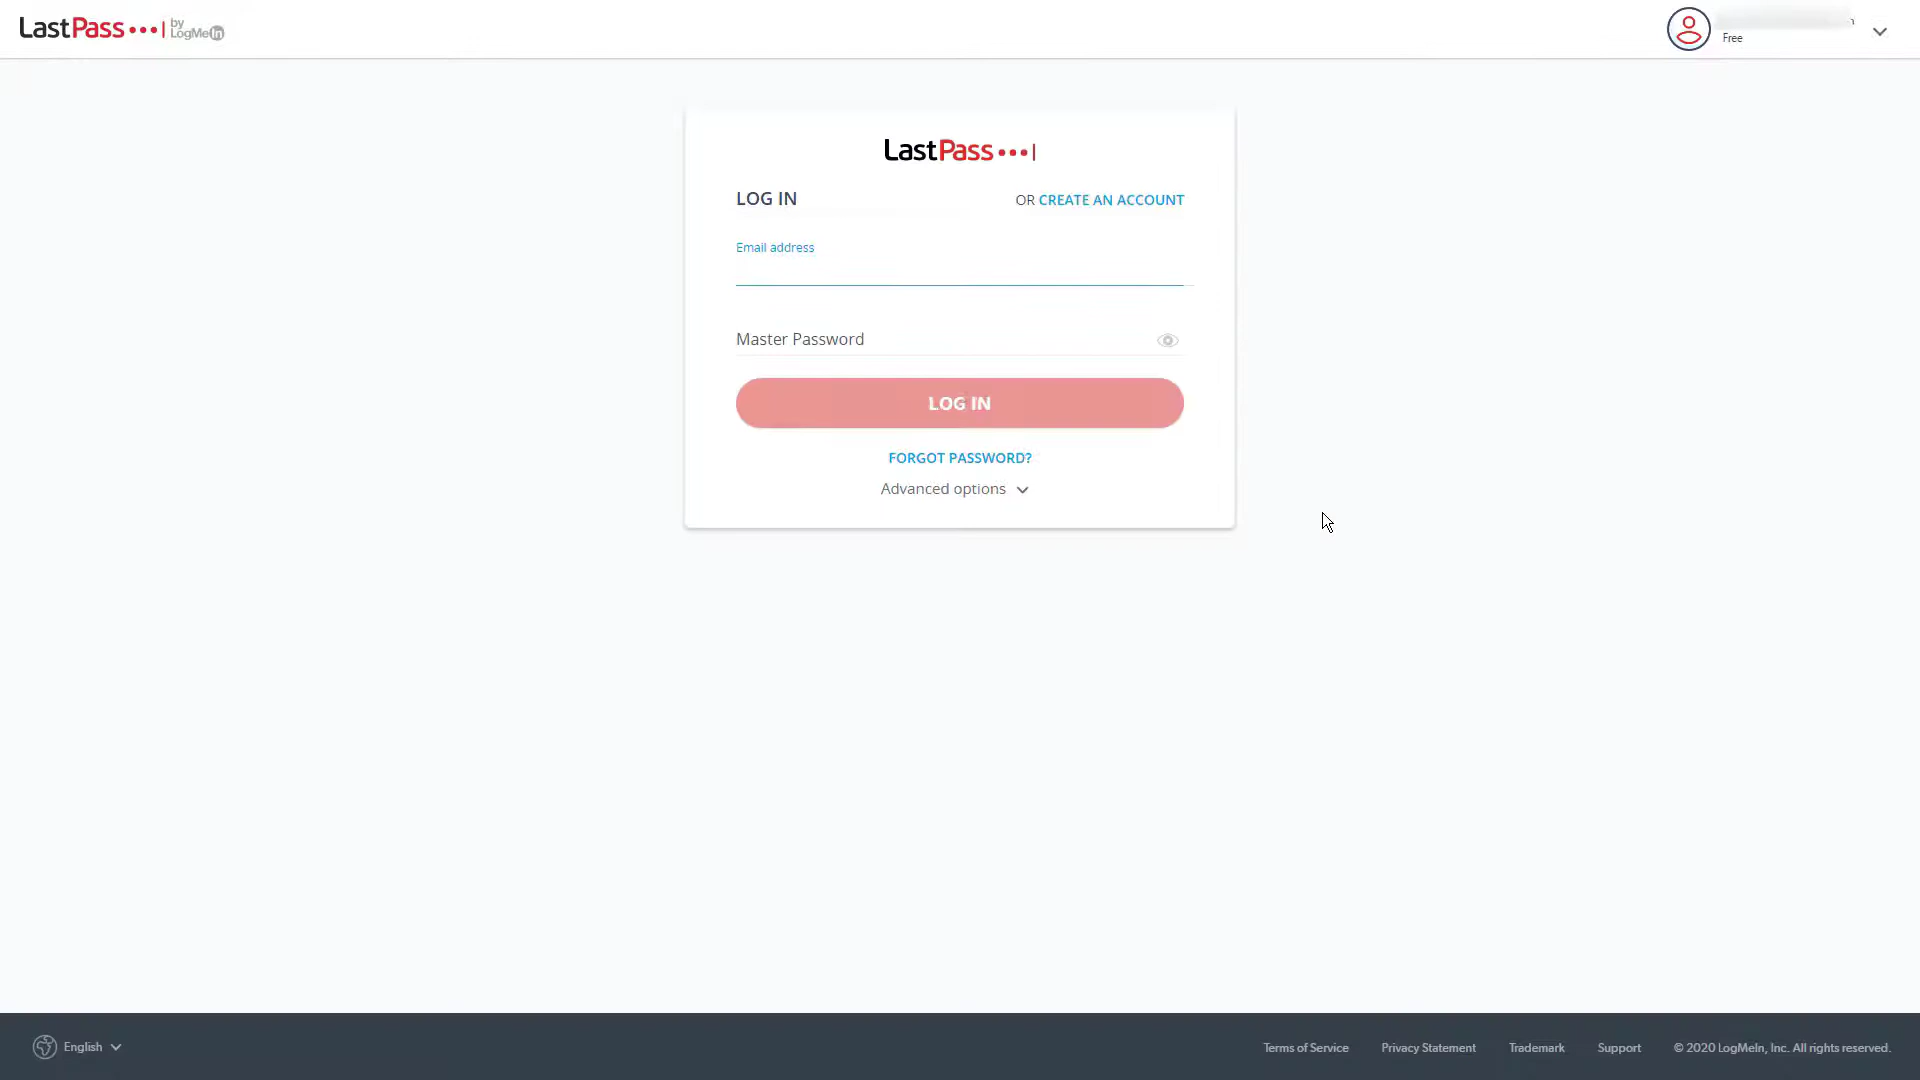 LastPass by LogMeIn
Free
LastPass
LOG IN
OR CREATE AN ACCOUNT
Email address
Master Password
LOG IN
FORGOT PASSWORD?
Advanced options
English
Terms of Service
Privacy Statement
Trademark
Support
© 2020 LogMeIn, Inc. All rights reserved.